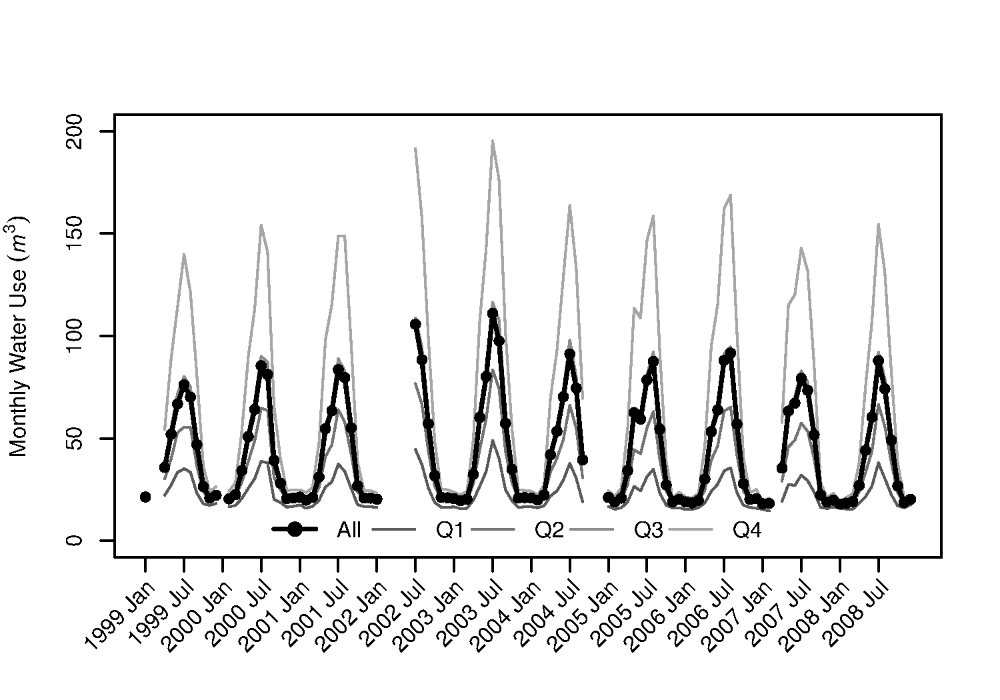 Monthly Water Use (m³)
200
150
100
50
0
All Q1 Q2 Q3 Q4
1999 Jan
1999 Jul
2000 Jan
2000 Jul
2001 Jan
2001 Jul
2002 Jan
2002 Jul
2003 Jan
2003 Jul
2004 Jan
2004 Jul
2005 Jan
2005 Jul
2006 Jan
2006 Jul
2007 Jan
2007 Jul
2008 Jan
2008 Jul